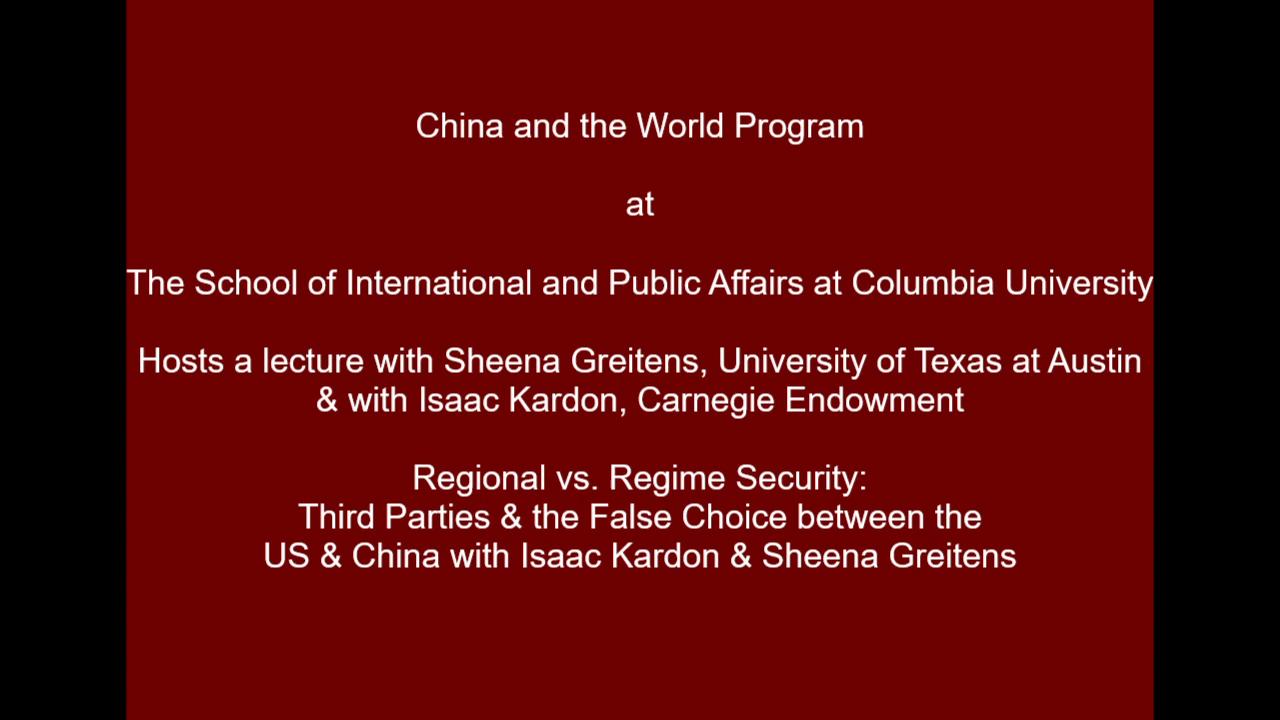 China and the World Program
at
The School of International and Public Affairs at Columbia University
Hosts a lecture with Sheena Greitens, University of Texas at Austin
& with Isaac Kardon, Carnegie Endowment
Regional vs. Regime Security:
Third Parties & the False Choice between the
US & China with Isaac Kardon & Sheena Greitens